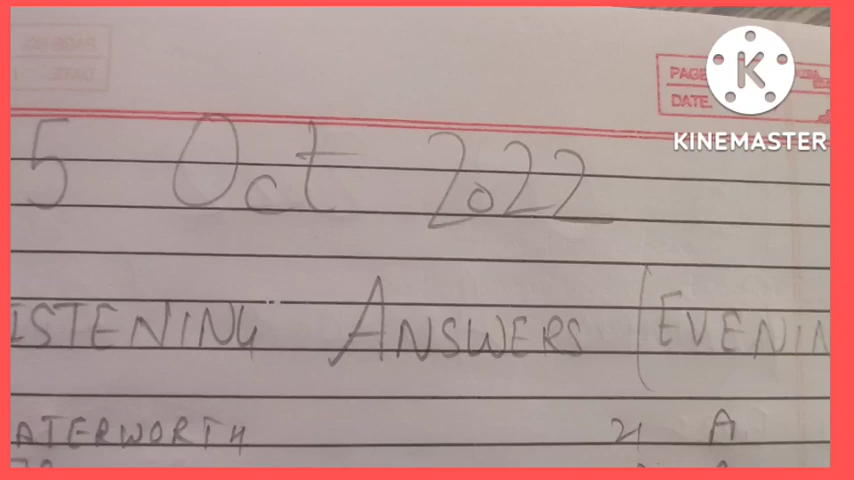 PAGE
DATE
K
KINEMASTER
5 Oct 2022
ISTENING ANSWERS (EVENIN
ATERWORTH 21 A